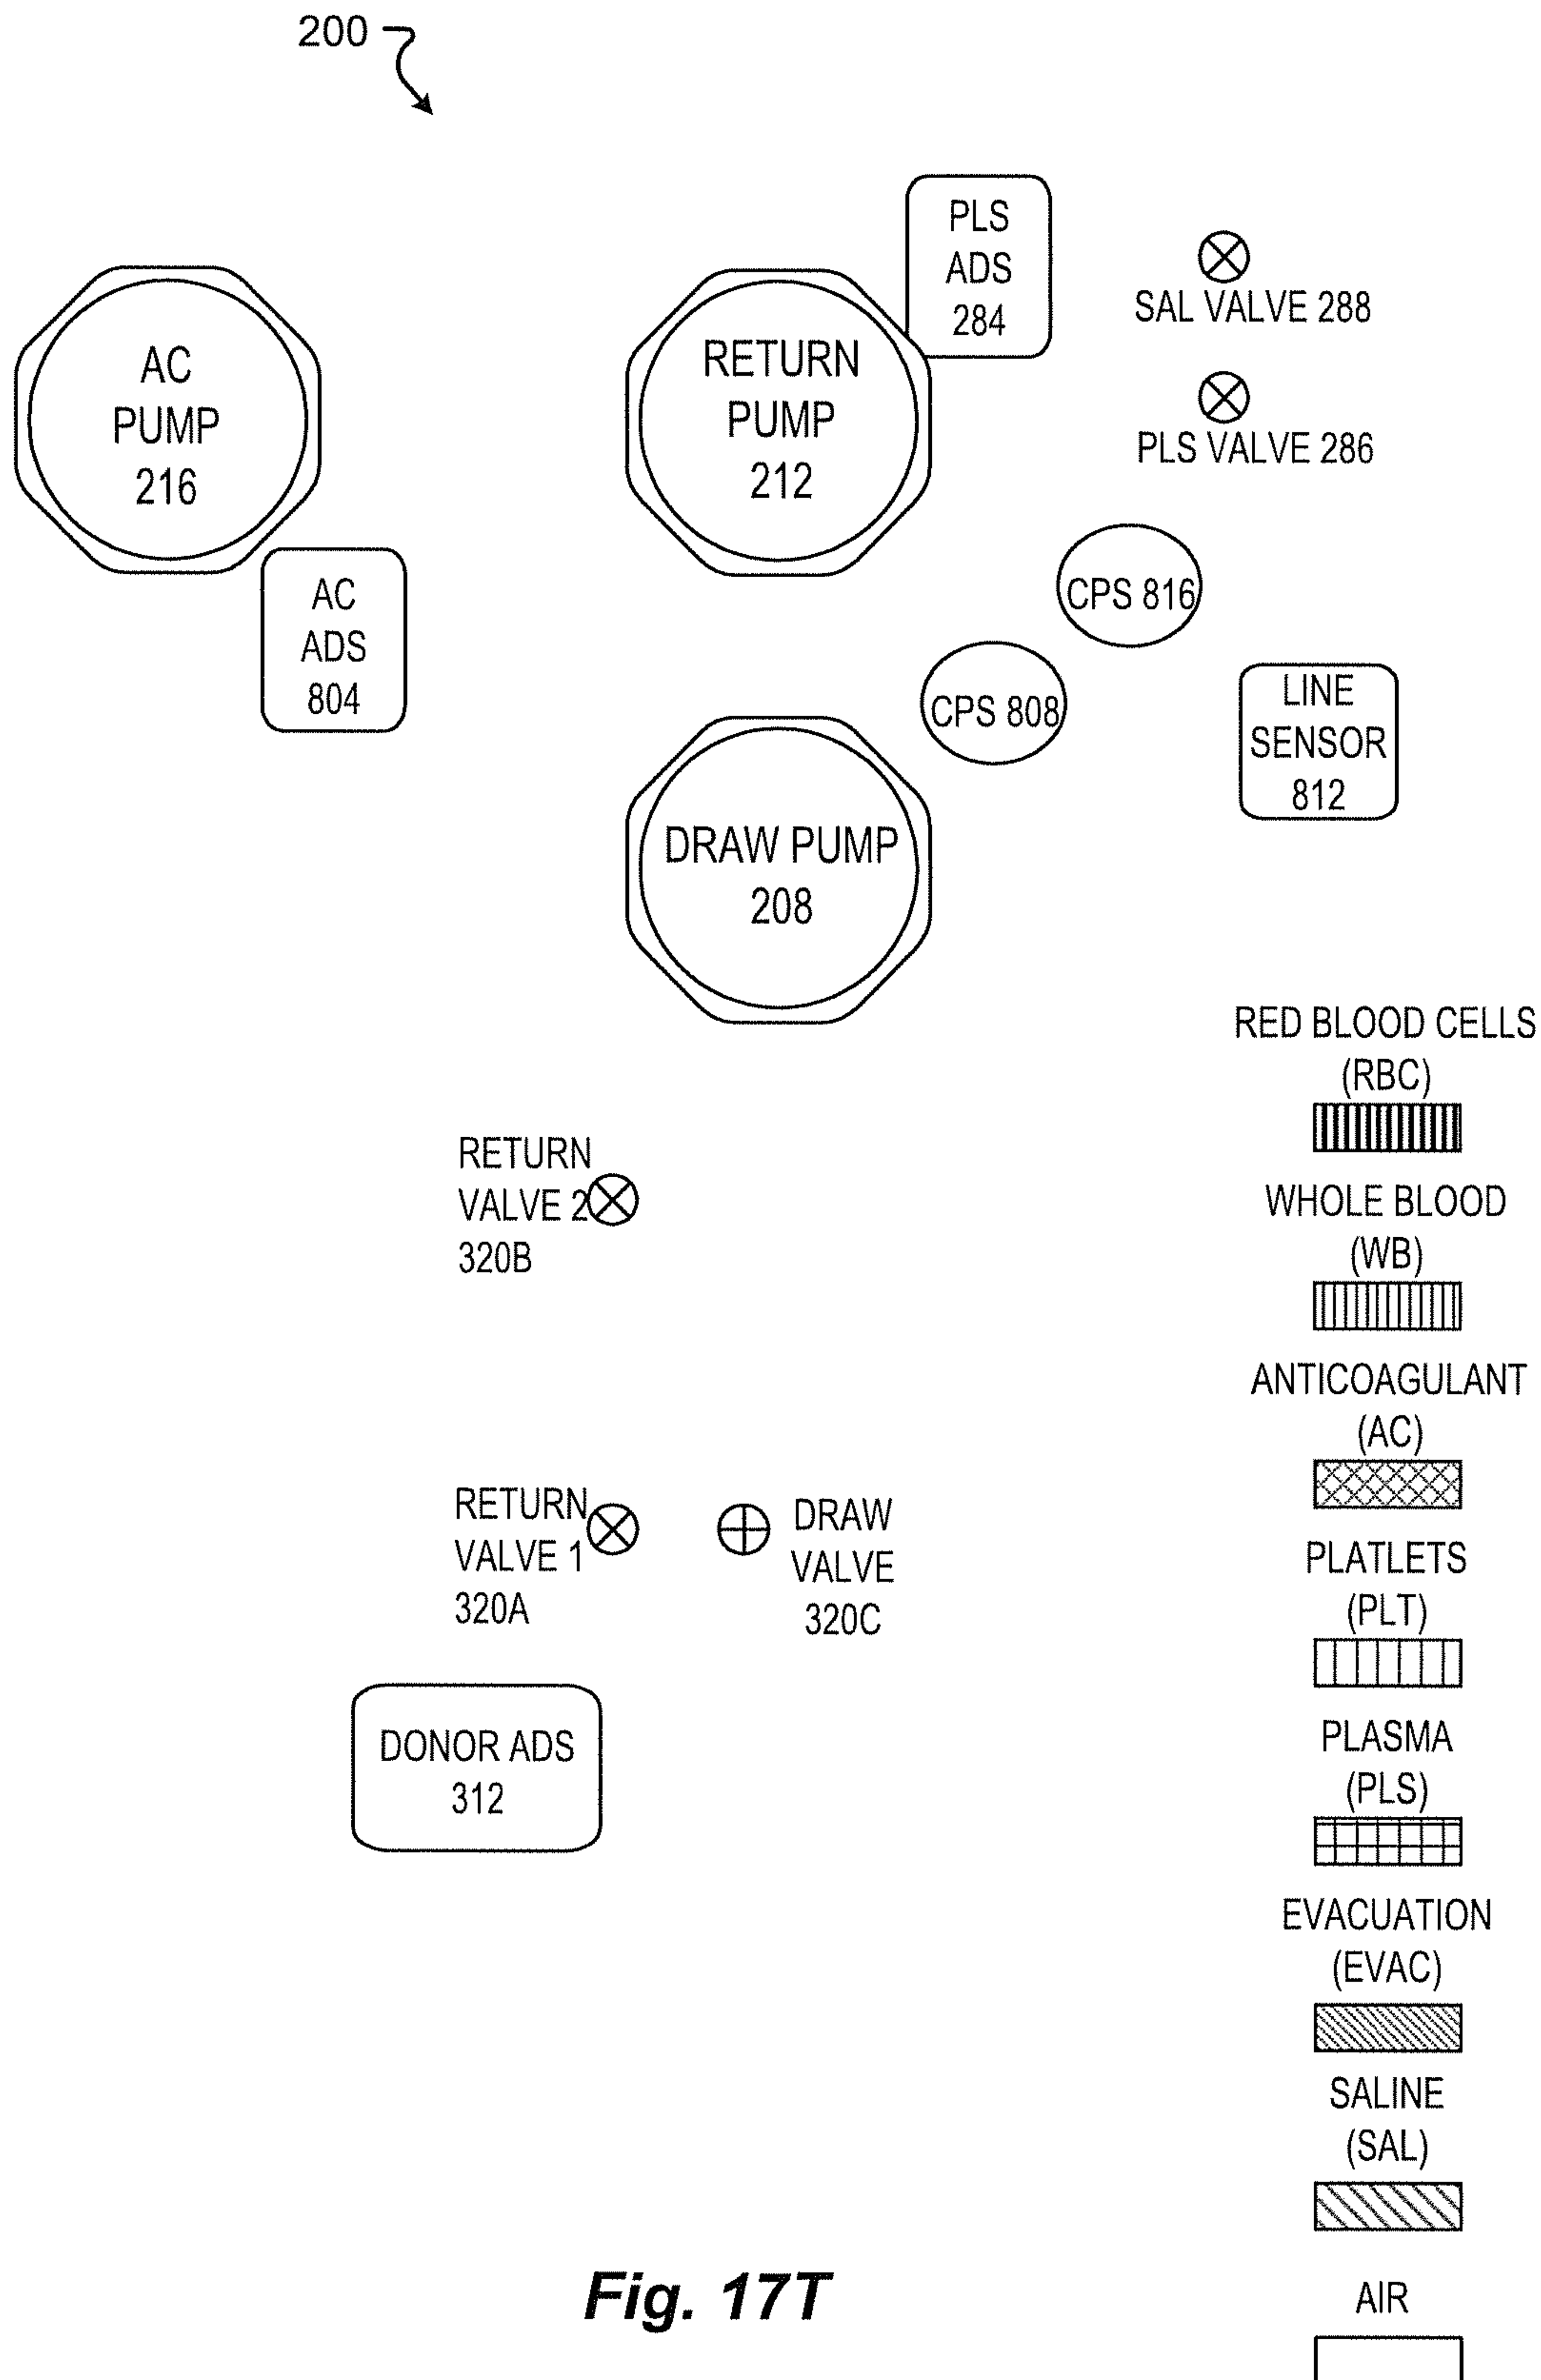 200
PLS
ADS
284
SAL VALVE 288
PLS VALVE 286
AC
PUMP
216
RETURN
PUMP
212
AC
ADS
804
CPS 816
CPS 808
LINE
SENSOR
812
DRAW PUMP
208
RETURN
VALVE 2
320B
RETURN
VALVE 1
320A
DRAW
VALVE
320C
DONOR ADS
312
RED BLOOD CELLS
(RBC)
WHOLE BLOOD
(WB)
ANTICOAGULANT
(AC)
PLATLETS
(PLT)
PLASMA
(PLS)
EVACUATION
(EVAC)
SALINE
(SAL)
AIR
Fig. 17T